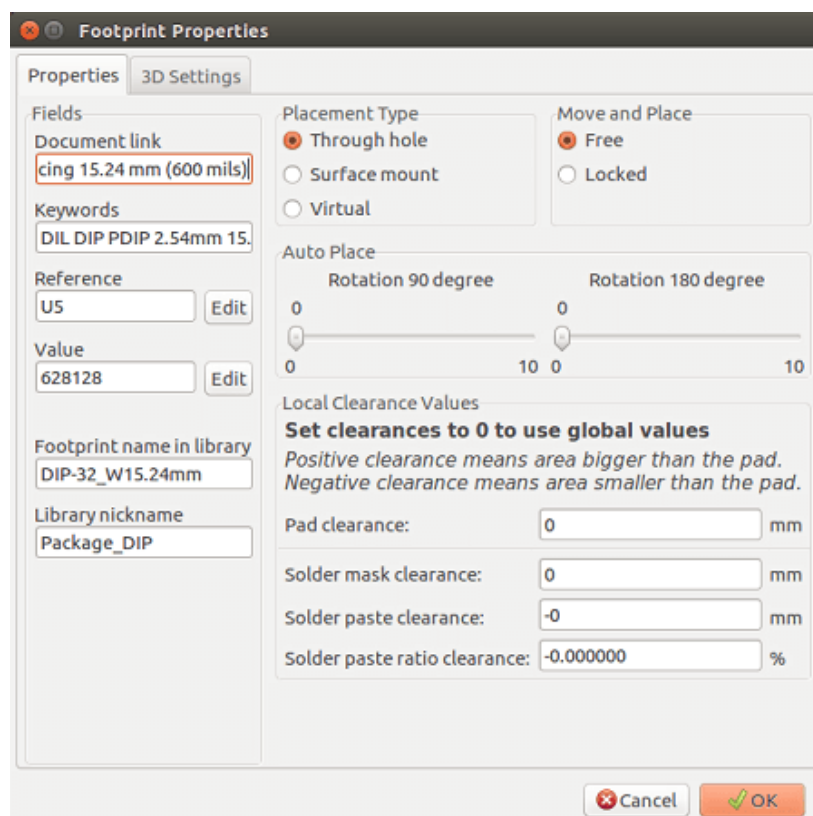 Footprint Properties
Properties
3D Settings
Fields
Document link
cing 15.24 mm (600 mils)
Keywords
DIL DIP PDIP 2.54mm 15.
Reference
U5
Edit
Value
628128
Edit
Footprint name in library
DIP-32_W15.24mm
Library nickname
Package_DIP
Placement Type
Through hole
Surface mount
Virtual
Move and Place
Free
Locked
Auto Place
Rotation 90 degree
0
0 10
Rotation 180 degree
0
0 10
Local Clearance Values
Set clearances to 0 to use global values
Positive clearance means area bigger than the pad.
Negative clearance means area smaller than the pad.
Pad clearance: 0 mm
Solder mask clearance: 0 mm
Solder paste clearance: -0 mm
Solder paste ratio clearance: -0.000000 %
Cancel
OK